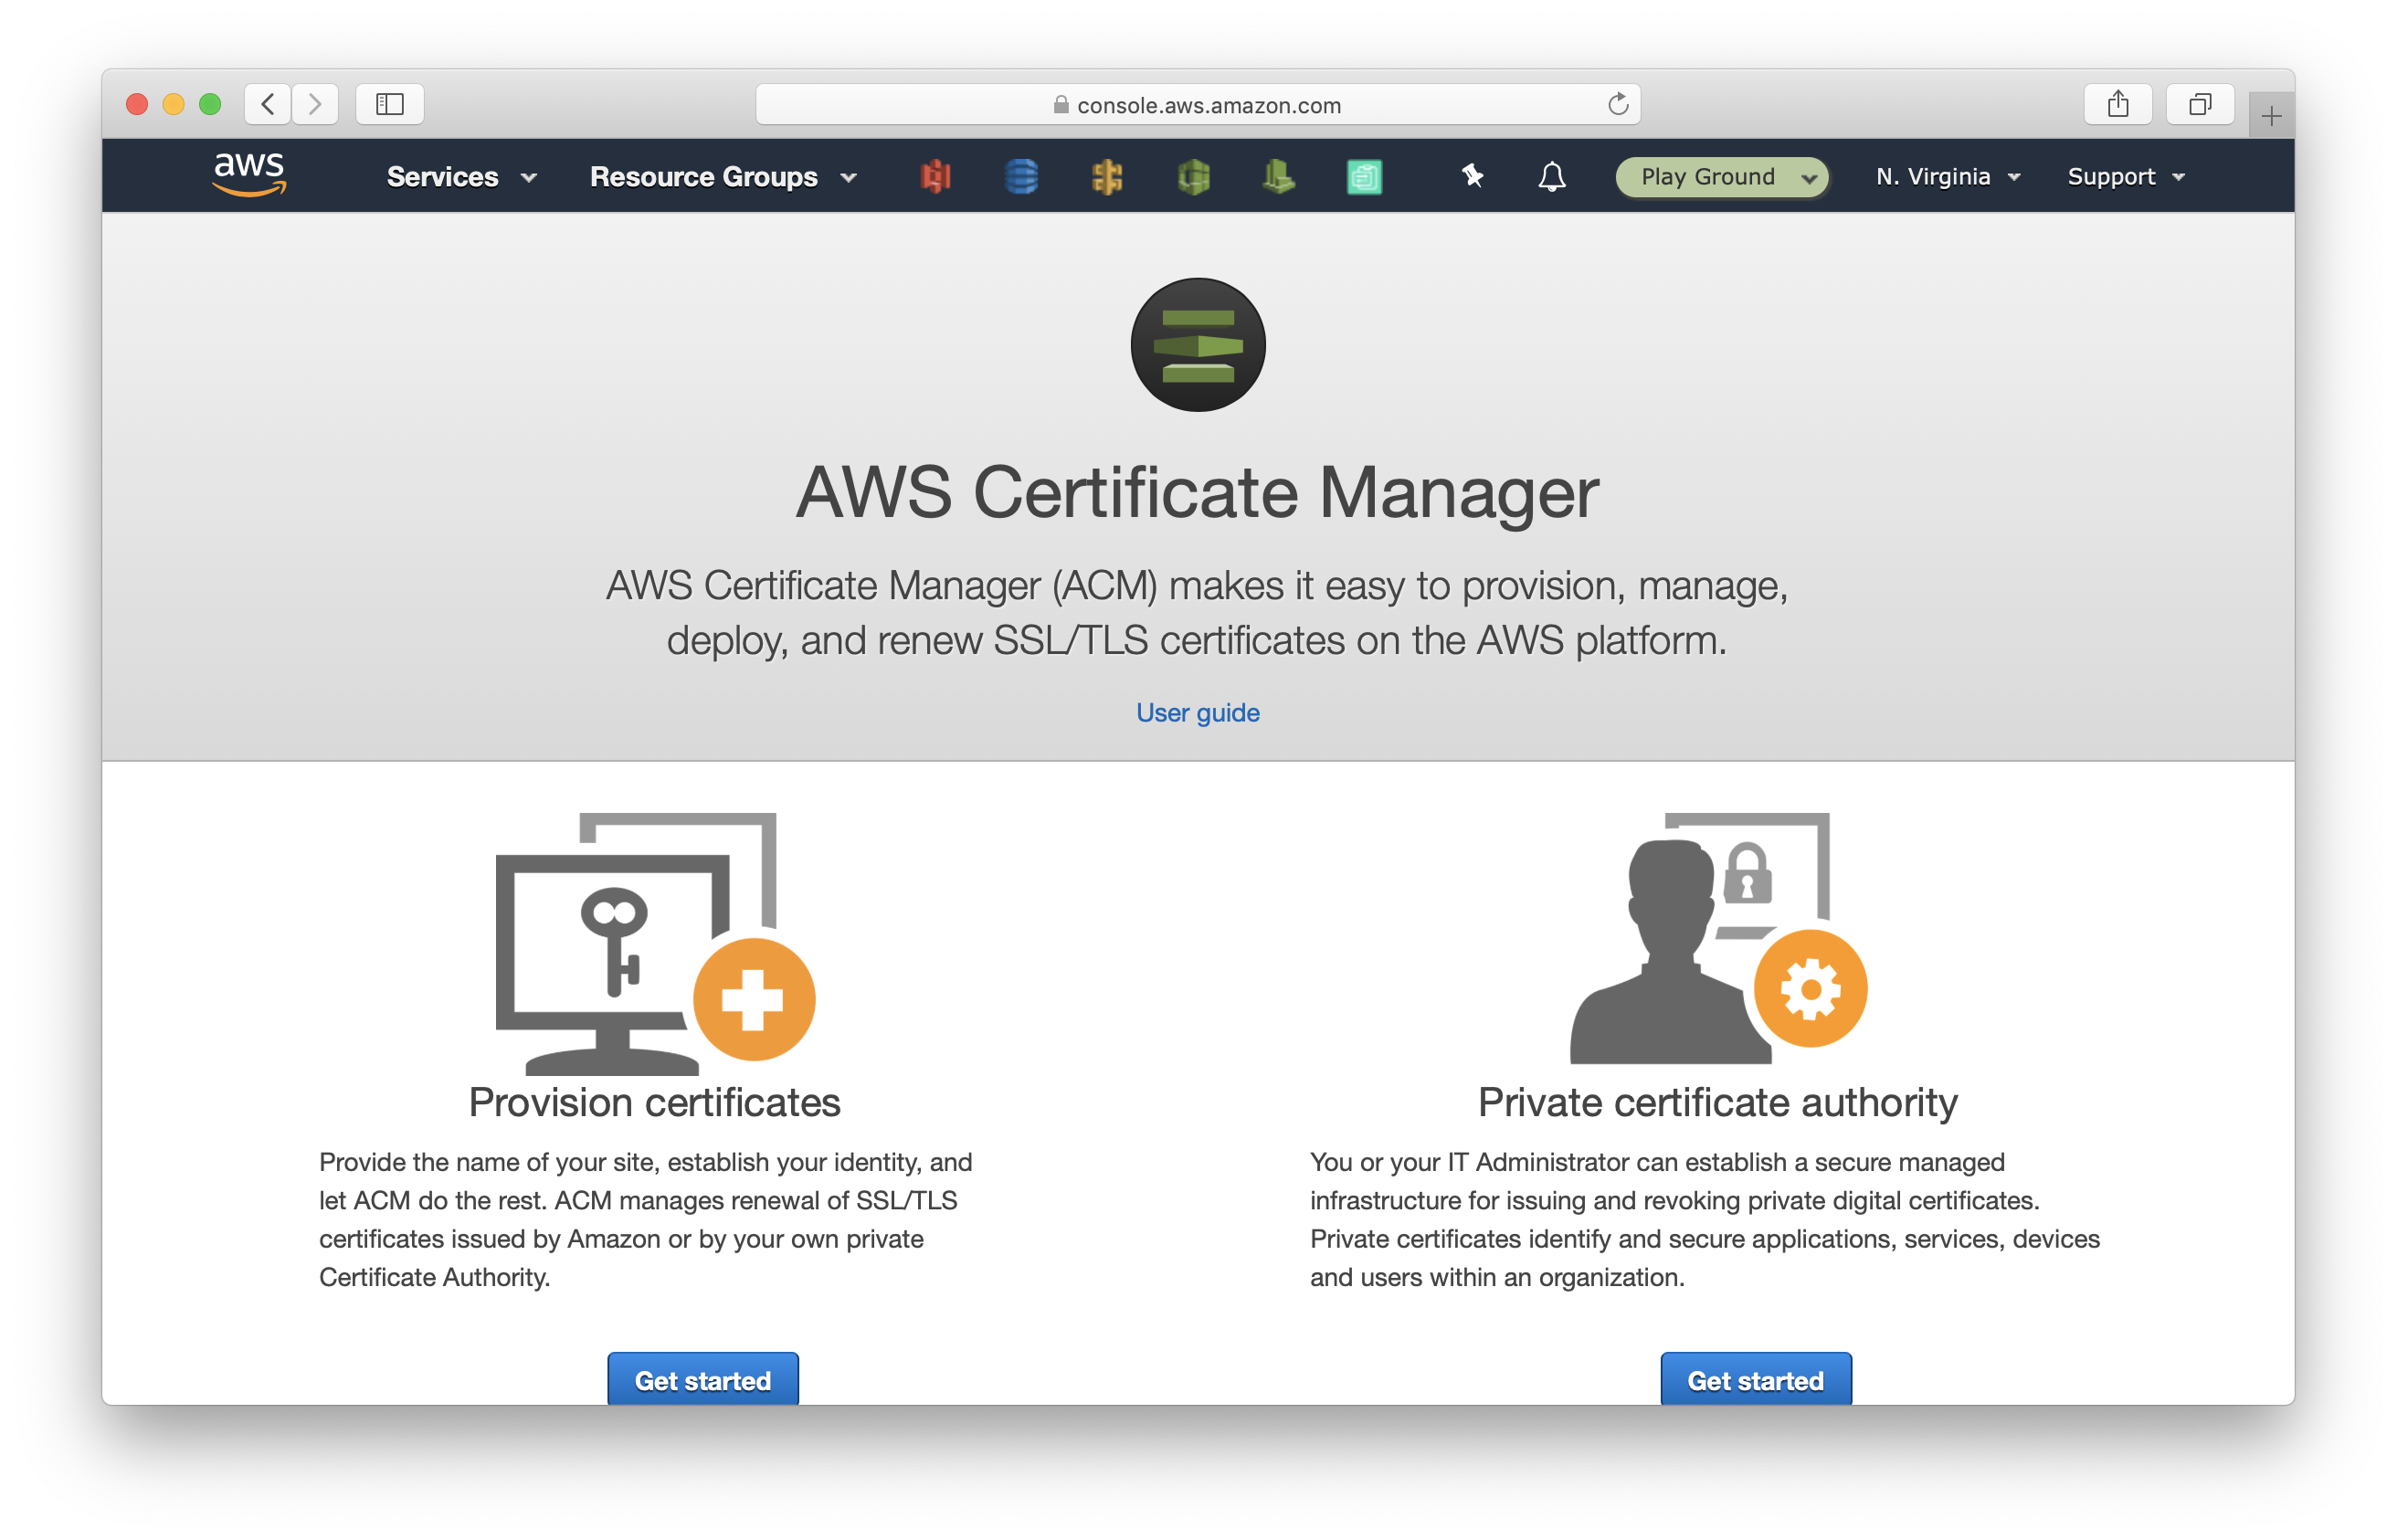 console.aws.amazon.com
aws Services Resource Groups Play Ground N. Virginia Support
AWS Certificate Manager
AWS Certificate Manager (ACM) makes it easy to provision, manage,
deploy, and renew SSL/TLS certificates on the AWS platform.
User guide
Provision certificates
Provide the name of your site, establish your identity, and
let ACM do the rest. ACM manages renewal of SSL/TLS
certificates issued by Amazon or by your own private
Certificate Authority.
Get started
Private certificate authority
You or your IT Administrator can establish a secure managed
infrastructure for issuing and revoking private digital certificates.
Private certificates identify and secure applications, services, devices
and users within an organization.
Get started